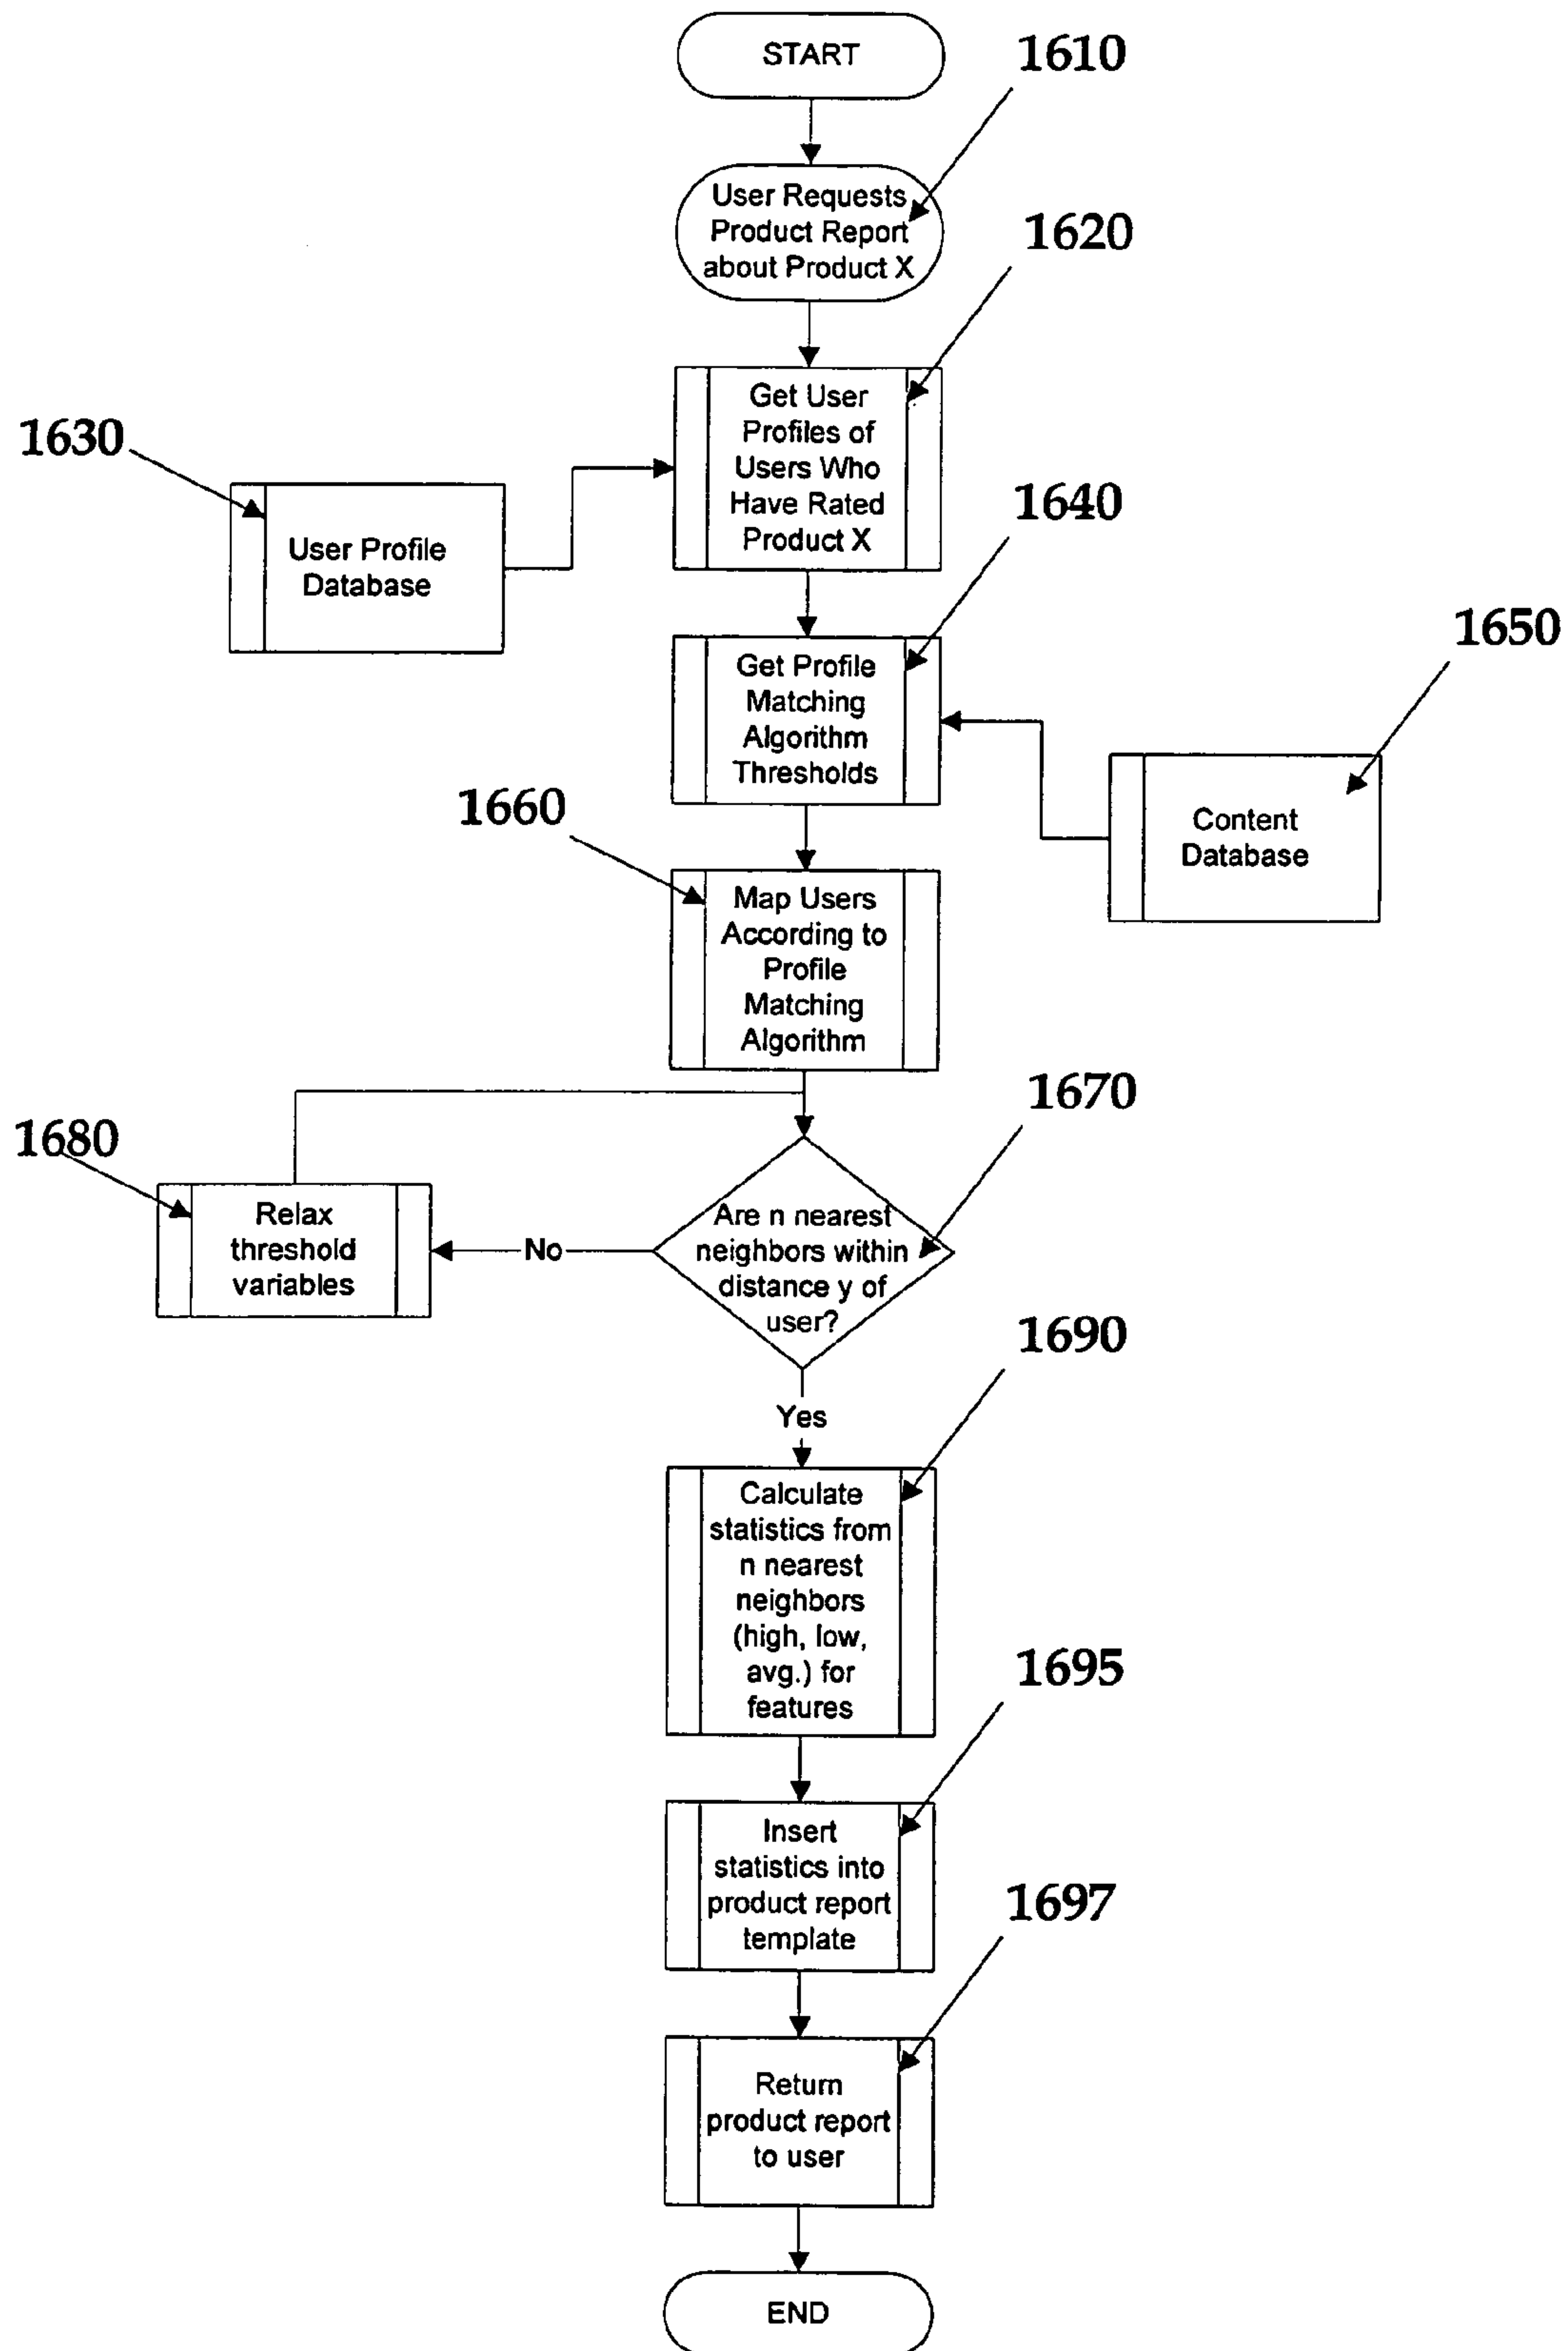 START
1610
User Requests
Product Report
about Product X
1620
Get User
Profiles of
Users Who
Have Rated
Product X
1630
User Profile
Database
1640
Get Profile
Matching
Algorithm
Thresholds
1650
Content
Database
1660
Map Users
According to
Profile
Matching
Algorithm
1670
Are n nearest
neighbors within
distance y of
user?
1680
Relax
threshold
variables
No
Yes
1690
Calculate
statistics from
n nearest
neighbors
(high, low,
avg.) for
features
1695
Insert
statistics into
product report
template
1697
Return
product report
to user
END